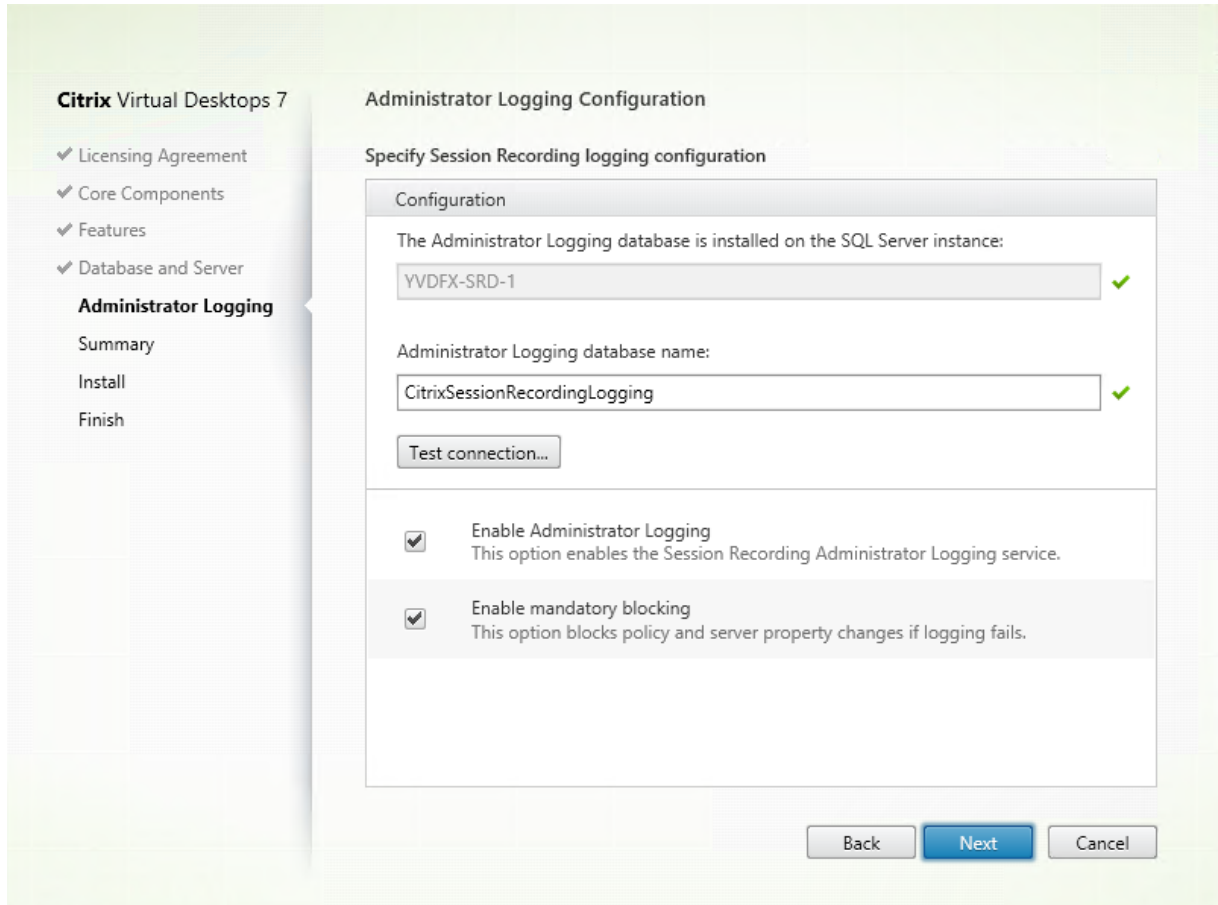 Citrix Virtual Desktops 7
Licensing Agreement
Core Components
Features
Database and Server
Administrator Logging
Summary
Install
Finish
Administrator Logging Configuration
Specify Session Recording logging configuration
Configuration
The Administrator Logging database is installed on the SQL Server instance:
YVDFX-SRD-1
Administrator Logging database name:
CitrixSessionRecordingLogging
Test connection...
Enable Administrator Logging
This option enables the Session Recording Administrator Logging service.
Enable mandatory blocking
This option blocks policy and server property changes if logging fails.
Back
Next
Cancel